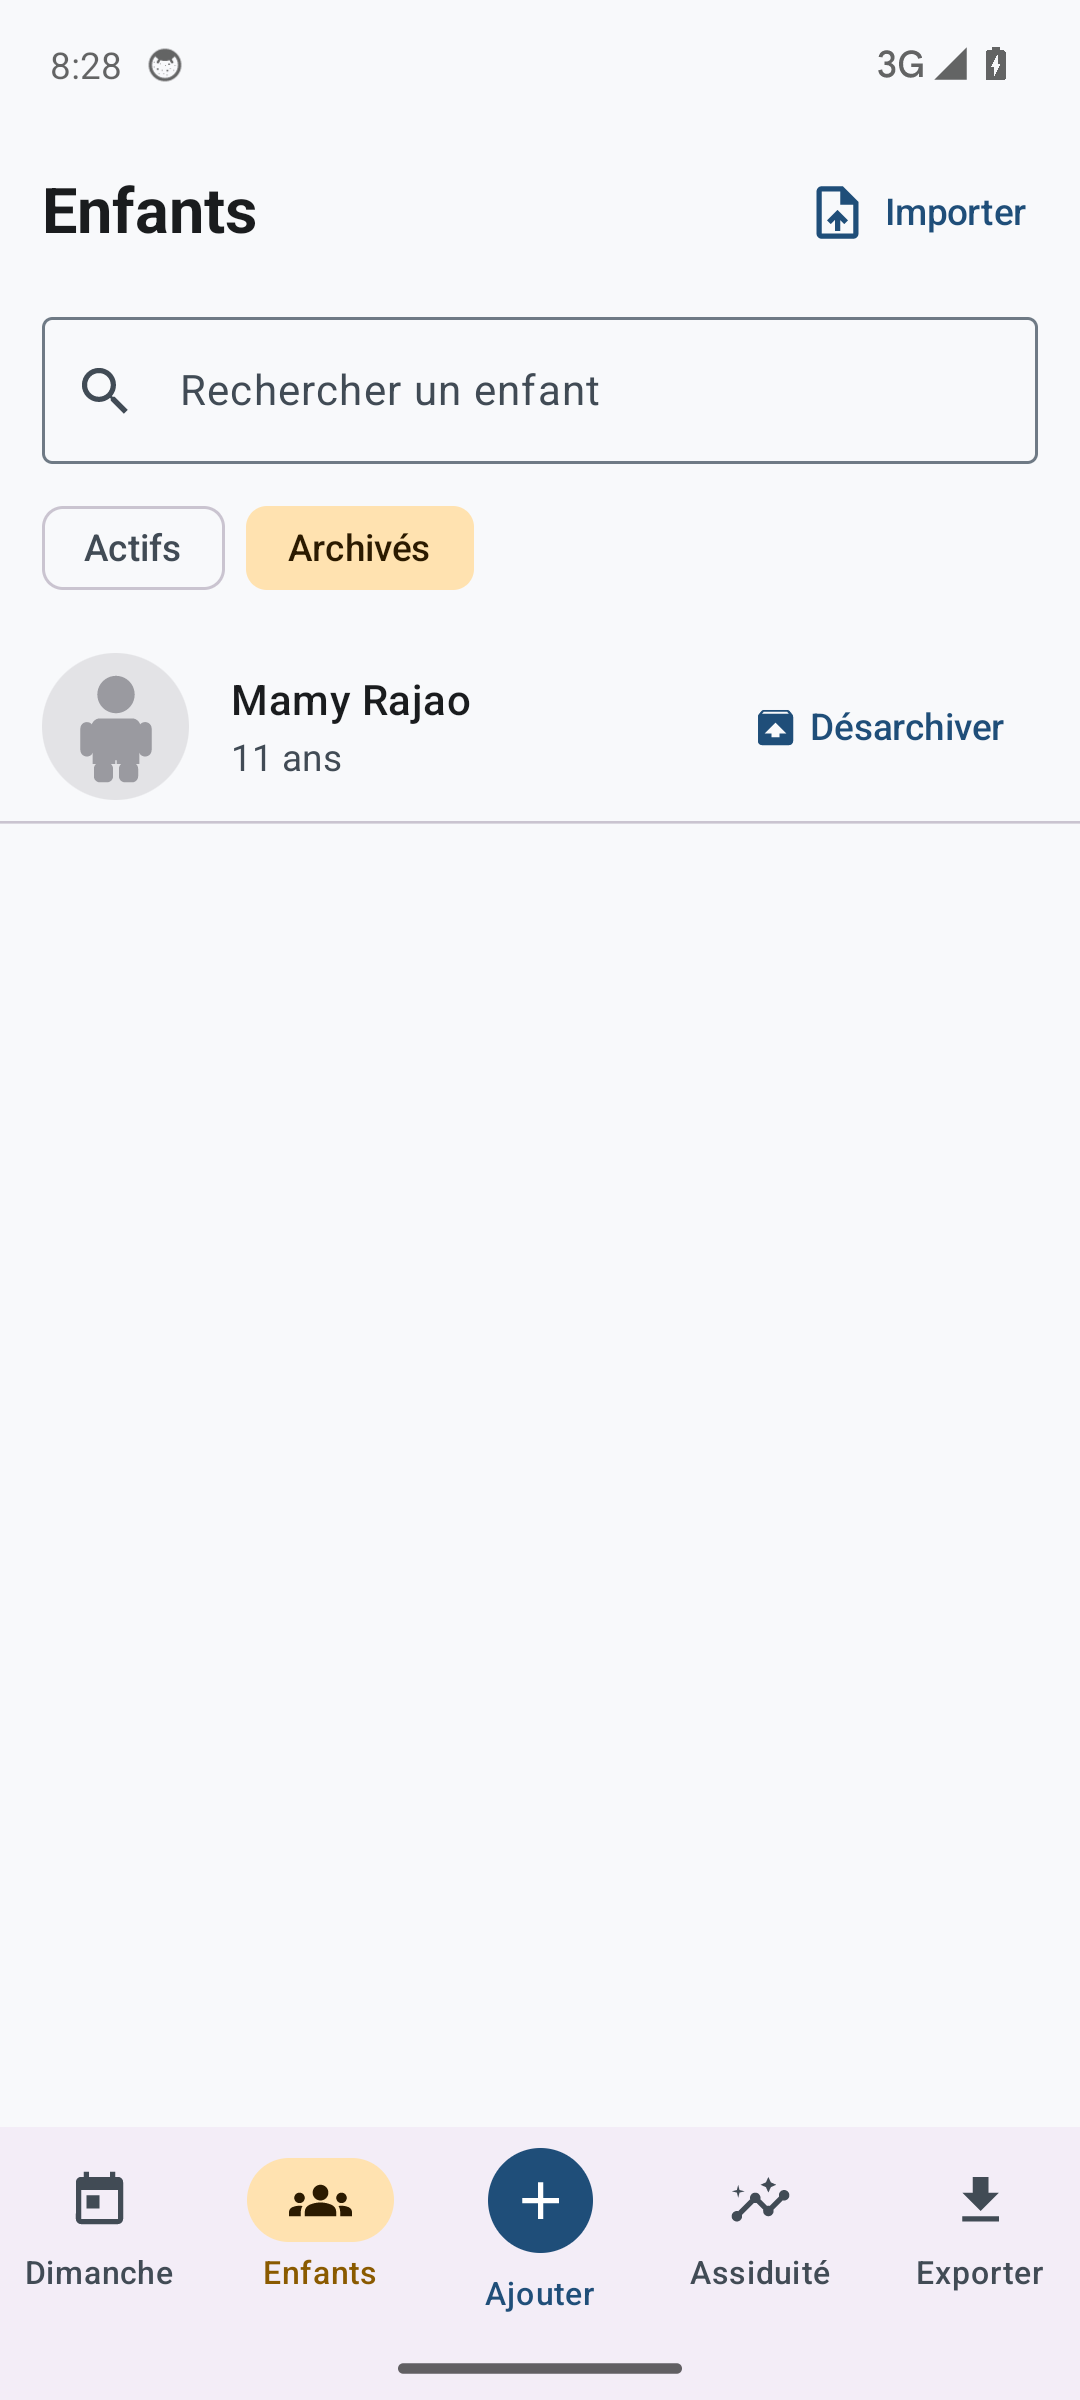 8:28
3G
Enfants
Importer
Rechercher un enfant
Actifs
Archivés
Mamy Rajao
11 ans
Désarchiver
Dimanche
Enfants
Ajouter
Assiduité
Exporter